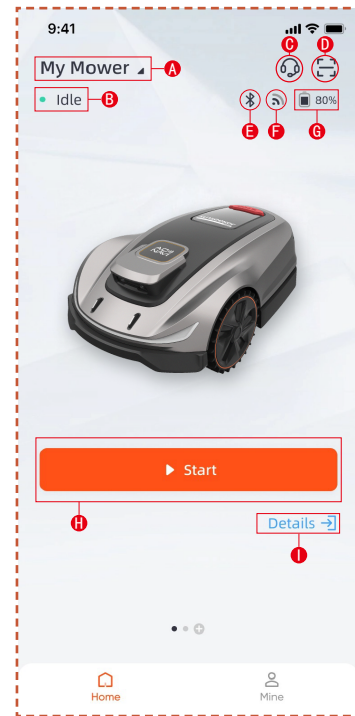 9:41
C D
My Mower A
Idle B
80%
E F G
Start
H
Details
I
Home
Mine